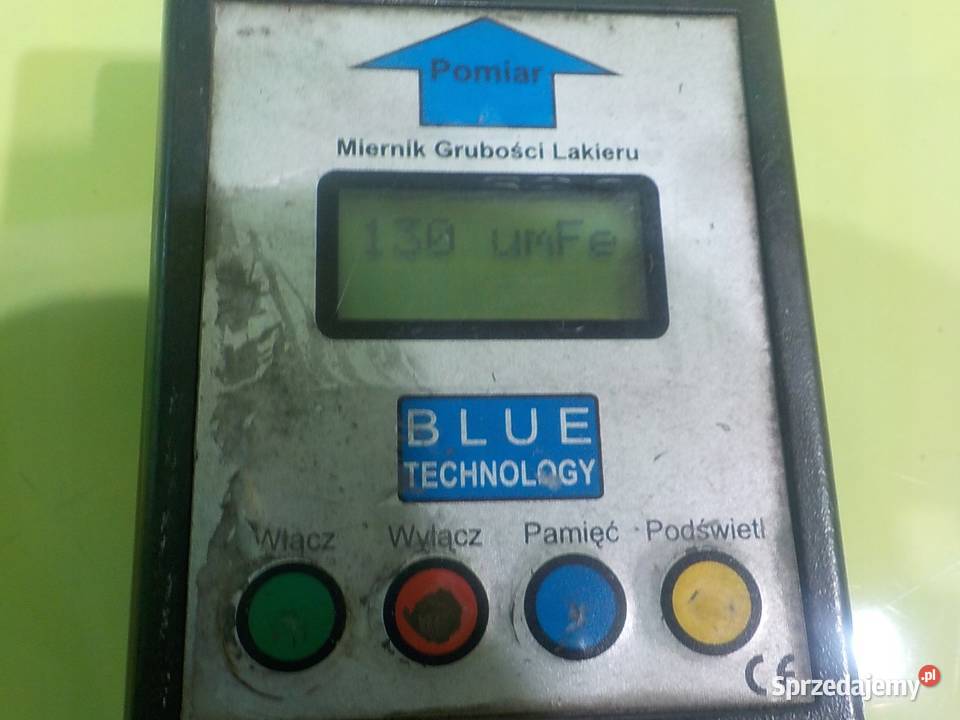 Pomiar
Miernik Grubości Lakieru
130 umFe
BLUE
TECHNOLOGY
Włącz Wyłącz Pamięć Podświetl
CE
Sprzedajemy.pl